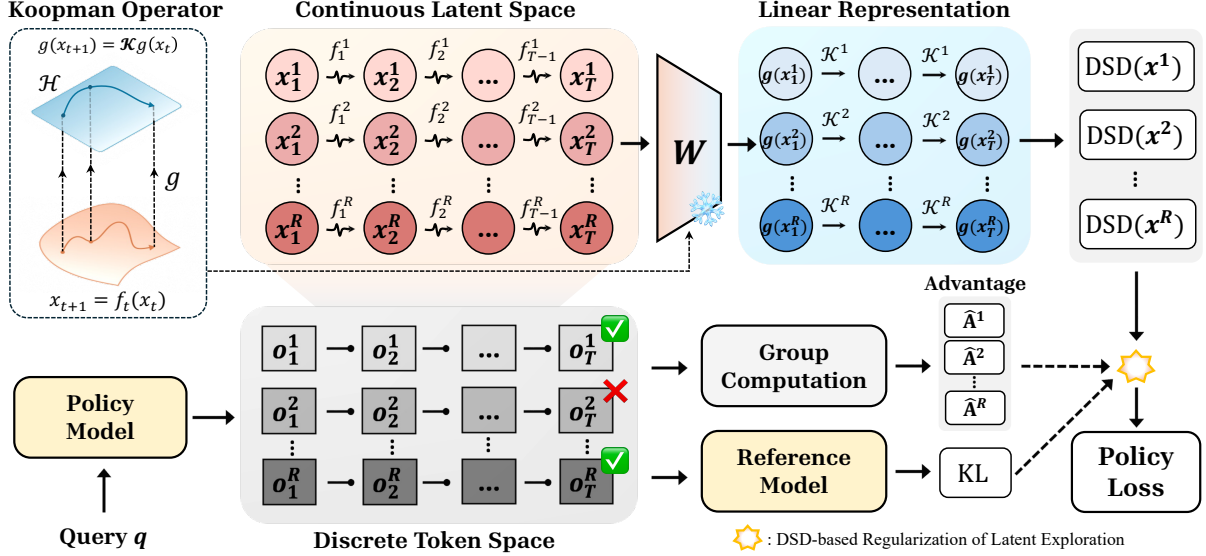 Koopman Operator
g(x_{t+1}) = 𝓚g(x_t)
ℋ
g
x_{t+1} = f_t(x_t)
Continuous Latent Space
x_1^1 f_1^1 x_2^1 f_2^1 ... f_{T-1}^1 x_T^1
x_1^2 f_1^2 x_2^2 f_2^2 ... f_{T-1}^2 x_T^2
⋮ ⋮ ⋮ ⋮
x_1^R f_1^R x_2^R f_2^R ... f_{T-1}^R x_T^R
W
Linear Representation
g(x_1^1) 𝒦^1 ... 𝒦^1 g(x_T^1)
g(x_1^2) 𝒦^2 ... 𝒦^2 g(x_T^2)
⋮ ⋮ ⋮
g(x_1^R) 𝒦^R ... 𝒦^R g(x_T^R)
DSD(x^1)
DSD(x^2)
⋮
DSD(x^R)
Query q
Policy
Model
o_1^1 o_2^1 ... o_T^1
o_1^2 o_2^2 ... o_T^2
⋮ ⋮ ⋮ ⋮
o_1^R o_2^R ... o_T^R
Discrete Token Space
Group
Computation
Advantage
Â^1
Â^2
⋮
Â^R
Reference
Model
KL
Policy
Loss
: DSD-based Regularization of Latent Exploration